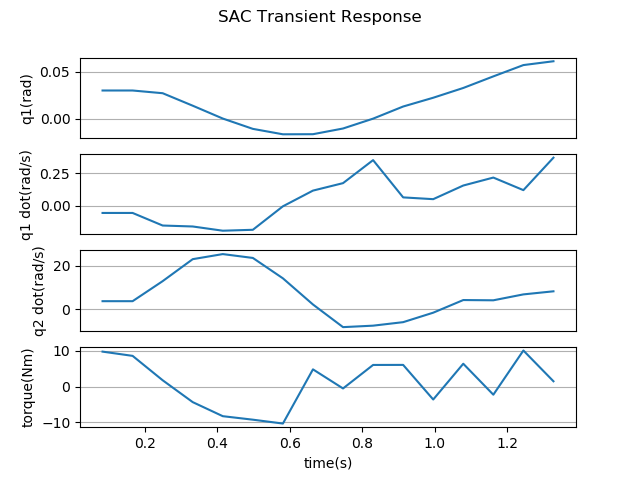 SAC Transient Response
q1(rad)
0.05
0.00
q1 dot(rad/s)
0.25
0.00
q2 dot(rad/s)
20
0
torque(Nm)
10
0
−10
0.2 0.4 0.6 0.8 1.0 1.2
time(s)